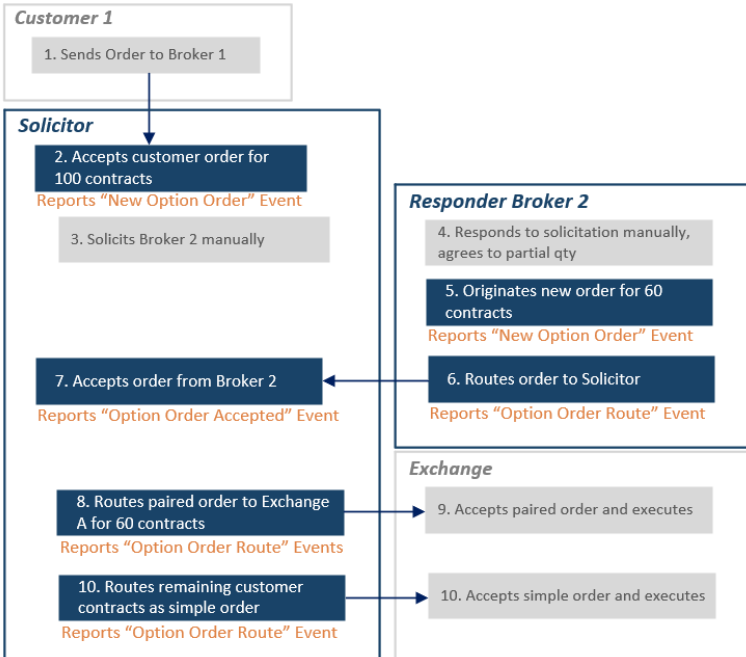 Customer 1
1. Sends Order to Broker 1
Solicitor
2. Accepts customer order for
100 contracts
Reports “New Option Order” Event
3. Solicits Broker 2 manually
Responder Broker 2
4. Responds to solicitation manually,
agrees to partial qty
5. Originates new order for 60
contracts
Reports “New Option Order” Event
7. Accepts order from Broker 2
Reports “Option Order Accepted” Event
6. Routes order to Solicitor
Reports “Option Order Route” Event
Exchange
8. Routes paired order to Exchange
A for 60 contracts
Reports “Option Order Route” Events
9. Accepts paired order and executes
10. Routes remaining customer
contracts as simple order
Reports “Option Order Route” Event
10. Accepts simple order and executes